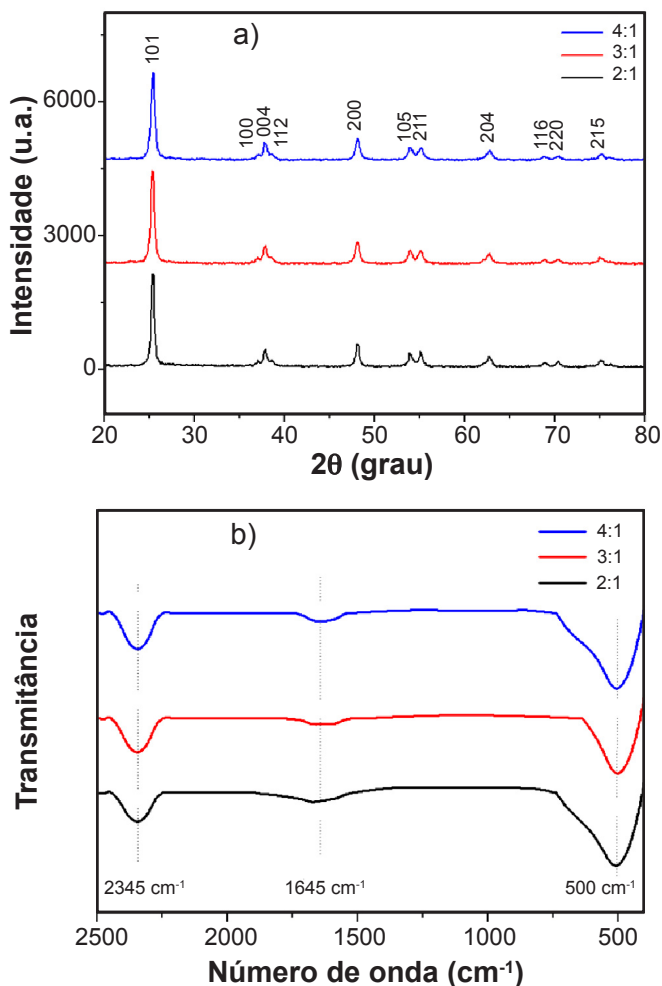 a)
4:1
3:1
2:1
101
100
004
112
200
105
211
204
116
220
215
6000
3000
0
Intensidade (u.a.)
20 30 40 50 60 70 80
2θ (grau)
b)
4:1
3:1
2:1
Transmitância
2345 cm⁻¹ 1645 cm⁻¹ 500 cm⁻¹
2500 2000 1500 1000 500
Número de onda (cm⁻¹)